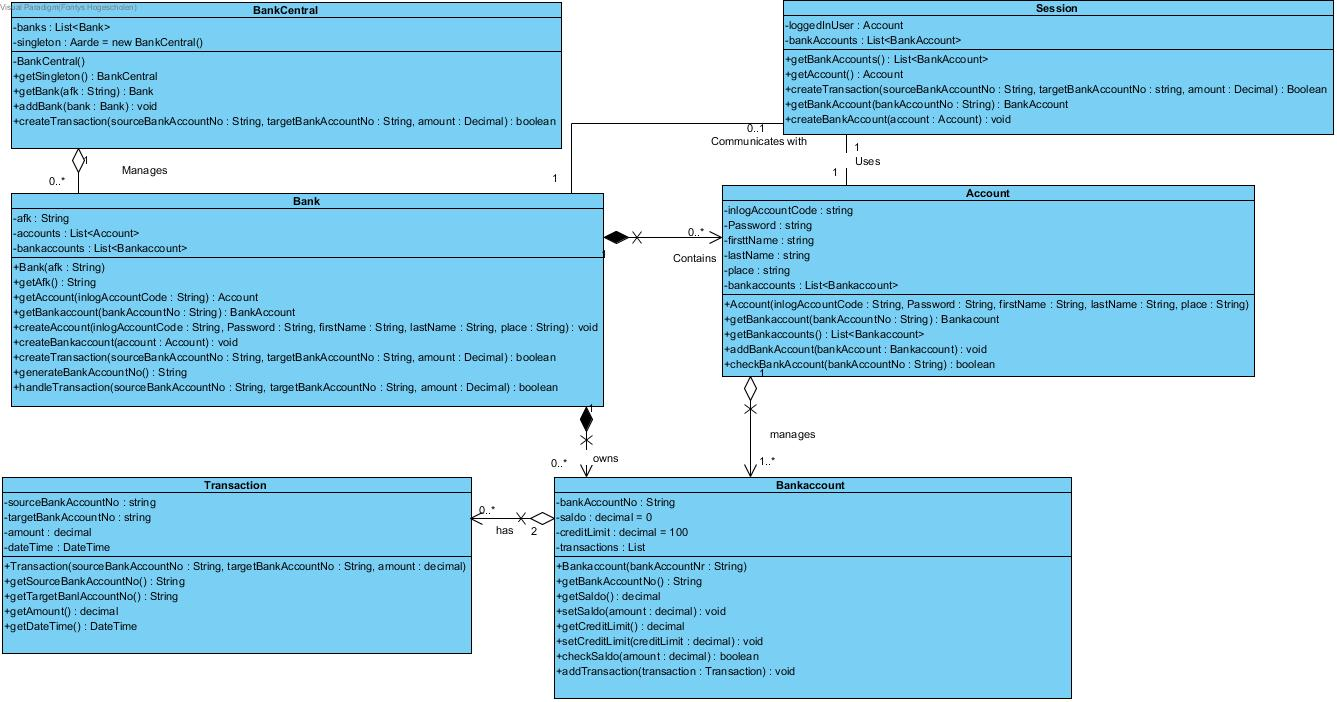 Visual Paradigm(Fontys Hogescholen)
BankCentral
-banks : List<Bank>
-singleton : Aarde = new BankCentral()
-BankCentral()
+getSingleton() : BankCentral
+getBank(afk : String) : Bank
+addBank(bank : Bank) : void
+createTransaction(sourceBankAccountNo : String, targetBankAccountNo : String, amount : Decimal) : boolean
Session
-loggedInUser : Account
-bankAccounts : List<BankAccount>
+getBankAccounts() : List<BankAccount>
+getAccount() : Account
+createTransaction(sourceBankAccountNo : String, targetBankAccountNo : string, amount : Decimal) : Boolean
+getBankAccount(bankAccountNo : String) : BankAccount
+createBankAccount(account : Account) : void
0..1
Communicates with
1
1
Uses
1
1
Manages
0..*
Bank
-afk : String
-accounts : List<Account>
-bankaccounts : List<Bankaccount>
+Bank(afk : String)
+getAfk() : String
+getAccount(inlogAccountCode : String) : Account
+getBankaccount(bankAccountNo : String) : BankAccount
+createAccount(inlogAccountCode : String, Password : String, firstName : String, lastName : String, place : String) : void
+createBankaccount(account : Account) : void
+createTransaction(sourceBankAccountNo : String, targetBankAccountNo : String, amount : Decimal) : boolean
+generateBankAccountNo() : String
+handleTransaction(sourceBankAccountNo : String, targetBankAccountNo : String, amount : Decimal) : boolean
0..*
1
Contains
Account
-inlogAccountCode : string
-Password : string
-firsttName : string
-lastName : string
-place : string
-bankaccounts : List<Bankaccount>
+Account(inlogAccountCode : String, Password : String, firstName : String, lastName : String, place : String)
+getBankaccount(bankAccountNo : String) : Bankacount
+getBankaccounts() : List<Bankaccount>
+addBankAccount(bankAccount : Bankaccount) : void
+checkBankAccount(bankAccountNo : String) : boolean
1
owns
0..*
1
manages
1..*
Transaction
-sourceBankAccountNo : string
-targetBankAccountNo : string
-amount : decimal
-dateTime : DateTime
+Transaction(sourceBankAccountNo : String, targetBankAccountNo : String, amount : decimal)
+getSourceBankAccountNo() : String
+getTargetBanlAccountNo() : String
+getAmount() : decimal
+getDateTime() : DateTime
0..*
has
2
Bankaccount
-bankAccountNo : String
-saldo : decimal = 0
-creditLimit : decimal = 100
-transactions : List
+Bankaccount(bankAccountNr : String)
+getBankAccountNo() : String
+getSaldo() : decimal
+setSaldo(amount : decimal) : void
+getCreditLimit() : decimal
+setCreditLimit(creditLimit : decimal) : void
+checkSaldo(amount : decimal) : boolean
+addTransaction(transaction : Transaction) : void